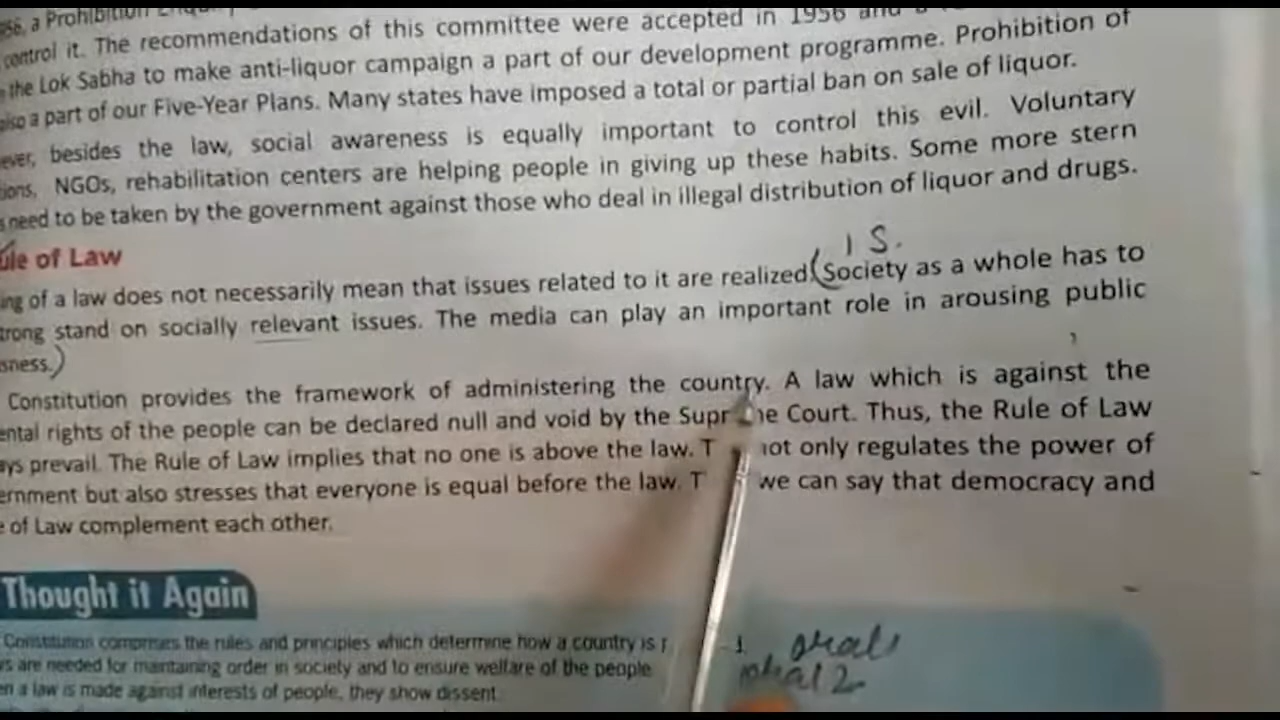 a Prohibition
control it. The recommendations of this committee were accepted in 1956 and a
the Lok Sabha to make anti-liquor campaign a part of our development programme. Prohibition of
also a part of our Five-Year Plans. Many states have imposed a total or partial ban on sale of liquor.
ever, besides the law, social awareness is equally important to control this evil. Voluntary
tions, NGOs, rehabilitation centers are helping people in giving up these habits. Some more stern
s need to be taken by the government against those who deal in illegal distribution of liquor and drugs.
1 S.
ule of Law
ing of a law does not necessarily mean that issues related to it are realized. (Society as a whole has to
trong stand on socially relevant issues. The media can play an important role in arousing public
sness.)
Constitution provides the framework of administering the country. A law which is against the
ental rights of the people can be declared null and void by the Supr me Court. Thus, the Rule of Law
ays prevail. The Rule of Law implies that no one is above the law. T not only regulates the power of
ernment but also stresses that everyone is equal before the law. T we can say that democracy and
e of Law complement each other.
Thought it Again
Constitution comprises the rules and principles which determine how a country is r
ws are needed for maintaining order in society and to ensure welfare of the people
en a law is made against interests of people, they show dissent.
1. oral
oral 2